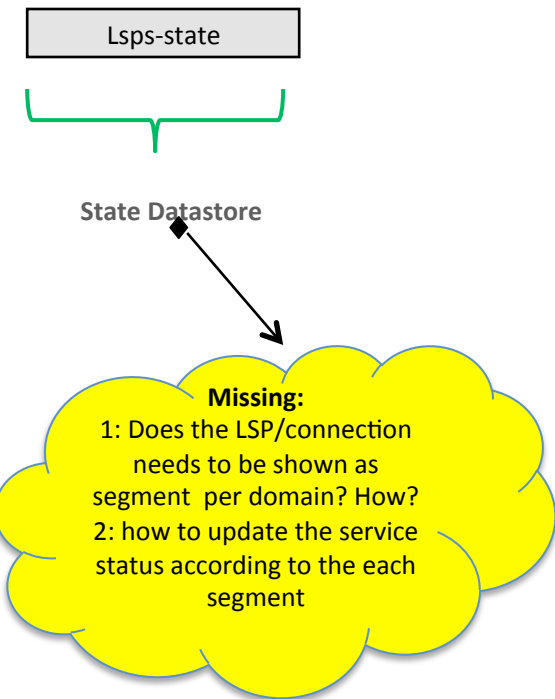 Lsps-state
State Datastore
Missing:
1: Does the LSP/connection
needs to be shown as
segment per domain? How?
2: how to update the service
status according to the each
segment